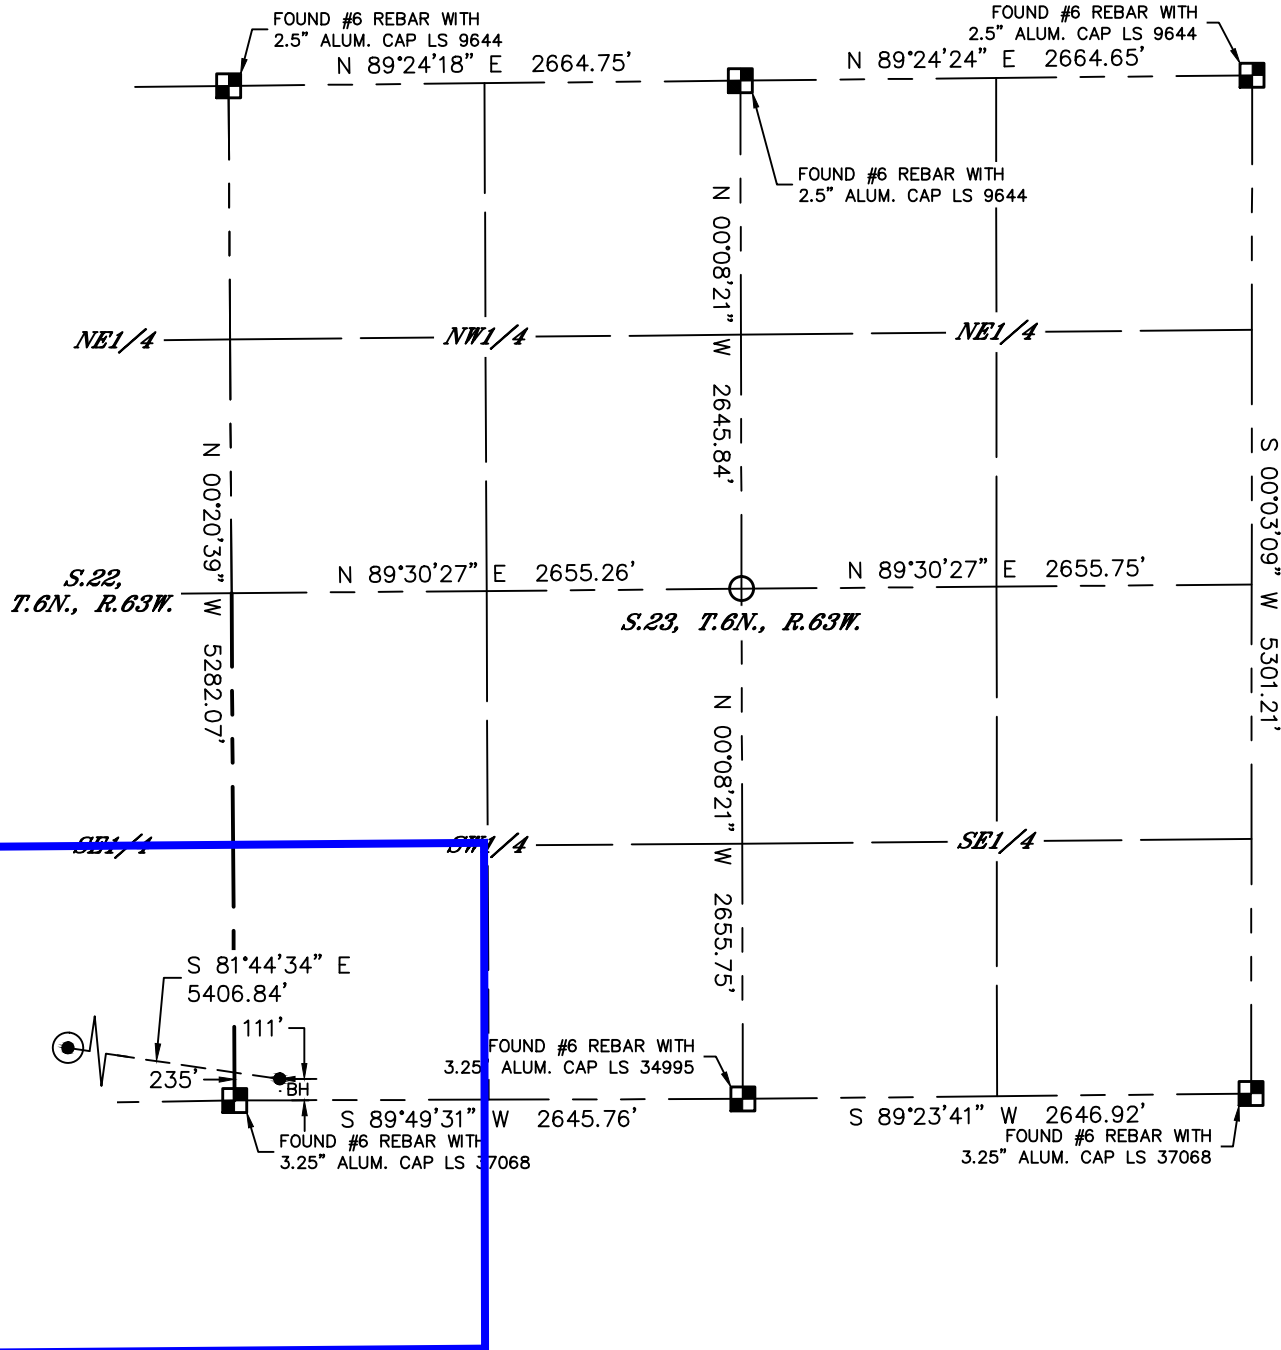 FOUND #6 REBAR WITH
2.5" ALUM. CAP LS 9644
FOUND #6 REBAR WITH
2.5" ALUM. CAP LS 9644
N 89°24'18" E 2664.75'
N 89°24'24" E 2664.65'
FOUND #6 REBAR WITH
2.5" ALUM. CAP LS 9644
N 00°08'21" W 2645.84'
NE1/4
NW1/4
NE1/4
N 00°20'39" W 5282.07'
S 00°03'09" W 5301.21'
S.22,
T.6N., R.63W.
N 89°30'27" E 2655.26'
N 89°30'27" E 2655.75'
S.23, T.6N., R.63W.
N 00°08'21" W 2655.75'
SE1/4
SW1/4
SE1/4
S 81°44'34" E
5406.84'
111'
235'
BH
FOUND #6 REBAR WITH
3.25" ALUM. CAP LS 34995
S 89°49'31" W 2645.76'
S 89°23'41" W 2646.92'
FOUND #6 REBAR WITH
3.25" ALUM. CAP LS 37068
FOUND #6 REBAR WITH
3.25" ALUM. CAP LS 37068